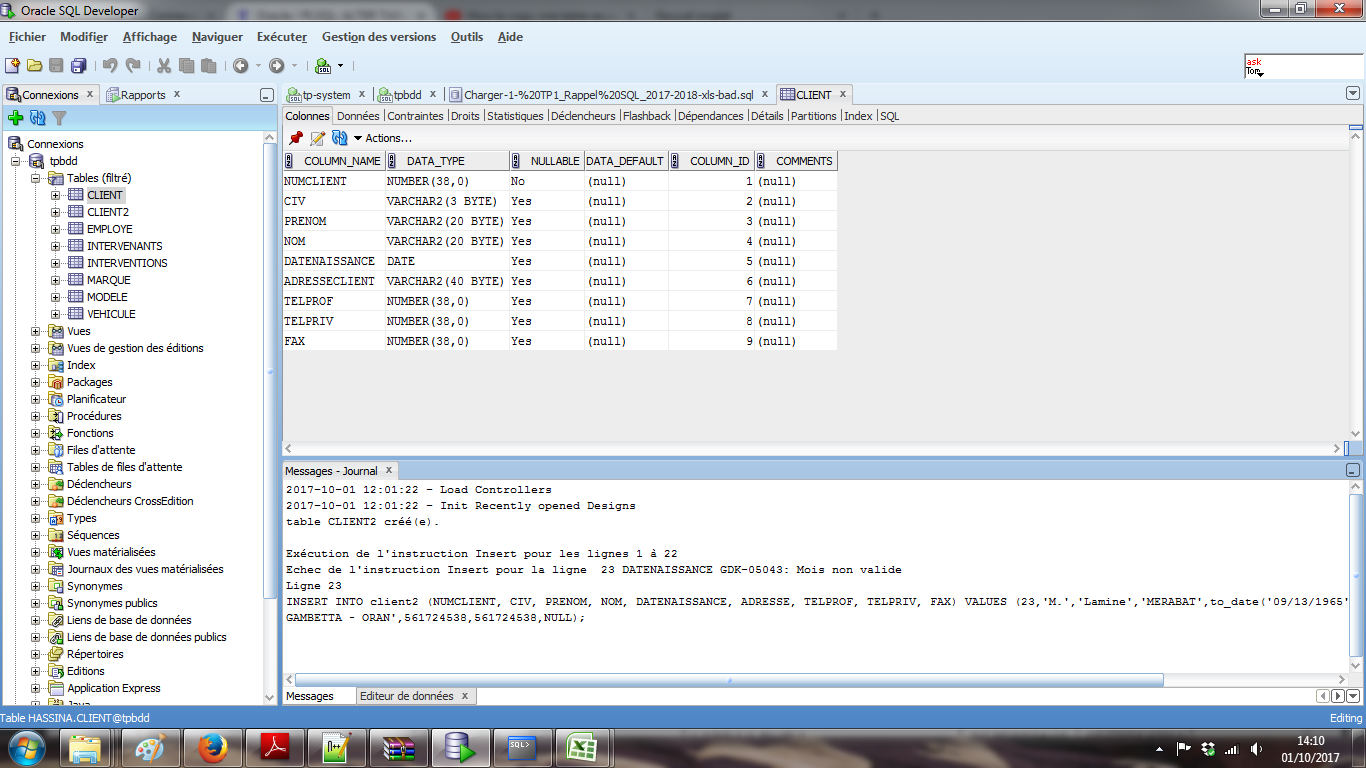 Oracle SQL Developer
Fichier Modifier Affichage Naviguer Exécuter Gestion des versions Outils Aide
ask
Tom
Connexions x Rapports x
tp-system x tpbdd x Charger-1-%20TP1_Rappel%20SQL_2017-2018-xls-bad.sql x CLIENT x
Colonnes Données Contraintes Droits Statistiques Déclencheurs Flashback Dépendances Détails Partitions Index SQL
Actions...
Connexions
tpbdd
Tables (filtré)
CLIENT
CLIENT2
EMPLOYE
INTERVENANTS
INTERVENTIONS
MARQUE
MODELE
VEHICULE
Vues
Vues de gestion des éditions
Index
Packages
Planificateur
Procédures
Fonctions
Files d'attente
Tables de files d'attente
Déclencheurs
Déclencheurs CrossEdition
Types
Séquences
Vues matérialisées
Journaux des vues matérialisées
Synonymes
Synonymes publics
Liens de base de données
Liens de base de données publics
Répertoires
Editions
Application Express
Java
COLUMN_NAME DATA_TYPE NULLABLE DATA_DEFAULT COLUMN_ID COMMENTS
NUMCLIENT NUMBER(38,0) No (null) 1 (null)
CIV VARCHAR2(3 BYTE) Yes (null) 2 (null)
PRENOM VARCHAR2(20 BYTE) Yes (null) 3 (null)
NOM VARCHAR2(20 BYTE) Yes (null) 4 (null)
DATENAISSANCE DATE Yes (null) 5 (null)
ADRESSECLIENT VARCHAR2(40 BYTE) Yes (null) 6 (null)
TELPROF NUMBER(38,0) Yes (null) 7 (null)
TELPRIV NUMBER(38,0) Yes (null) 8 (null)
FAX NUMBER(38,0) Yes (null) 9 (null)
Messages - Journal x
2017-10-01 12:01:22 - Load Controllers
2017-10-01 12:01:22 - Init Recently opened Designs
table CLIENT2 créé(e).
Exécution de l'instruction Insert pour les lignes 1 à 22
Echec de l'instruction Insert pour la ligne 23 DATENAISSANCE GDK-05043: Mois non valide
Ligne 23
INSERT INTO client2 (NUMCLIENT, CIV, PRENOM, NOM, DATENAISSANCE, ADRESSE, TELPROF, TELPRIV, FAX) VALUES (23,'M.','Lamine','MERABAT',to_date('09/13/1965'
GAMBETTA - ORAN',561724538,561724538,NULL);
Messages Editeur de données x
Table HASSINA.CLIENT@tpbdd
Editing
SQL>
14:10
01/10/2017